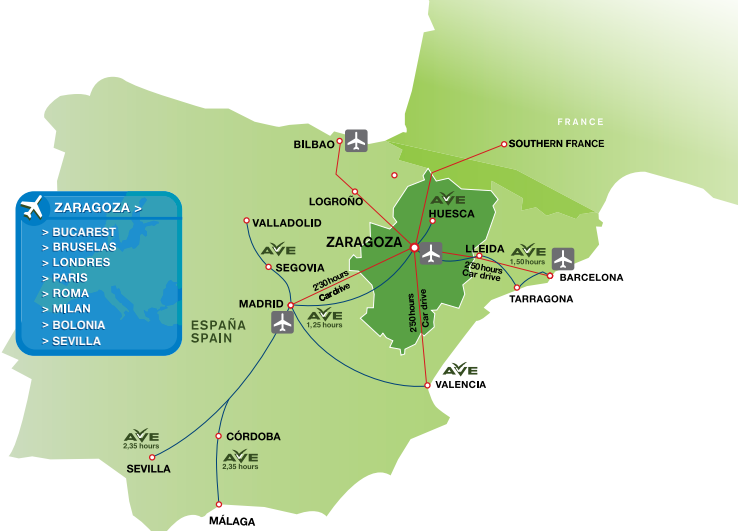 FRANCE
BILBAO
SOUTHERN FRANCE
LOGROÑO
ZARAGOZA >
> BUCAREST
> BRUSELAS
> LONDRES
> PARIS
> ROMA
> MILAN
> BOLONIA
> SEVILLA
AVE
HUESCA
VALLADOLID
ZARAGOZA
AVE
SEGOVIA
LLEIDA
2'50 hours
Car drive
AVE
1,50 hours
BARCELONA
TARRAGONA
2'30 hours
Car drive
MADRID
AVE
1,25 hours
2'50 hours
Car drive
ESPAÑA
SPAIN
AVE
VALENCIA
AVE
2,35 hours
SEVILLA
CÓRDOBA
AVE
2,35 hours
MÁLAGA